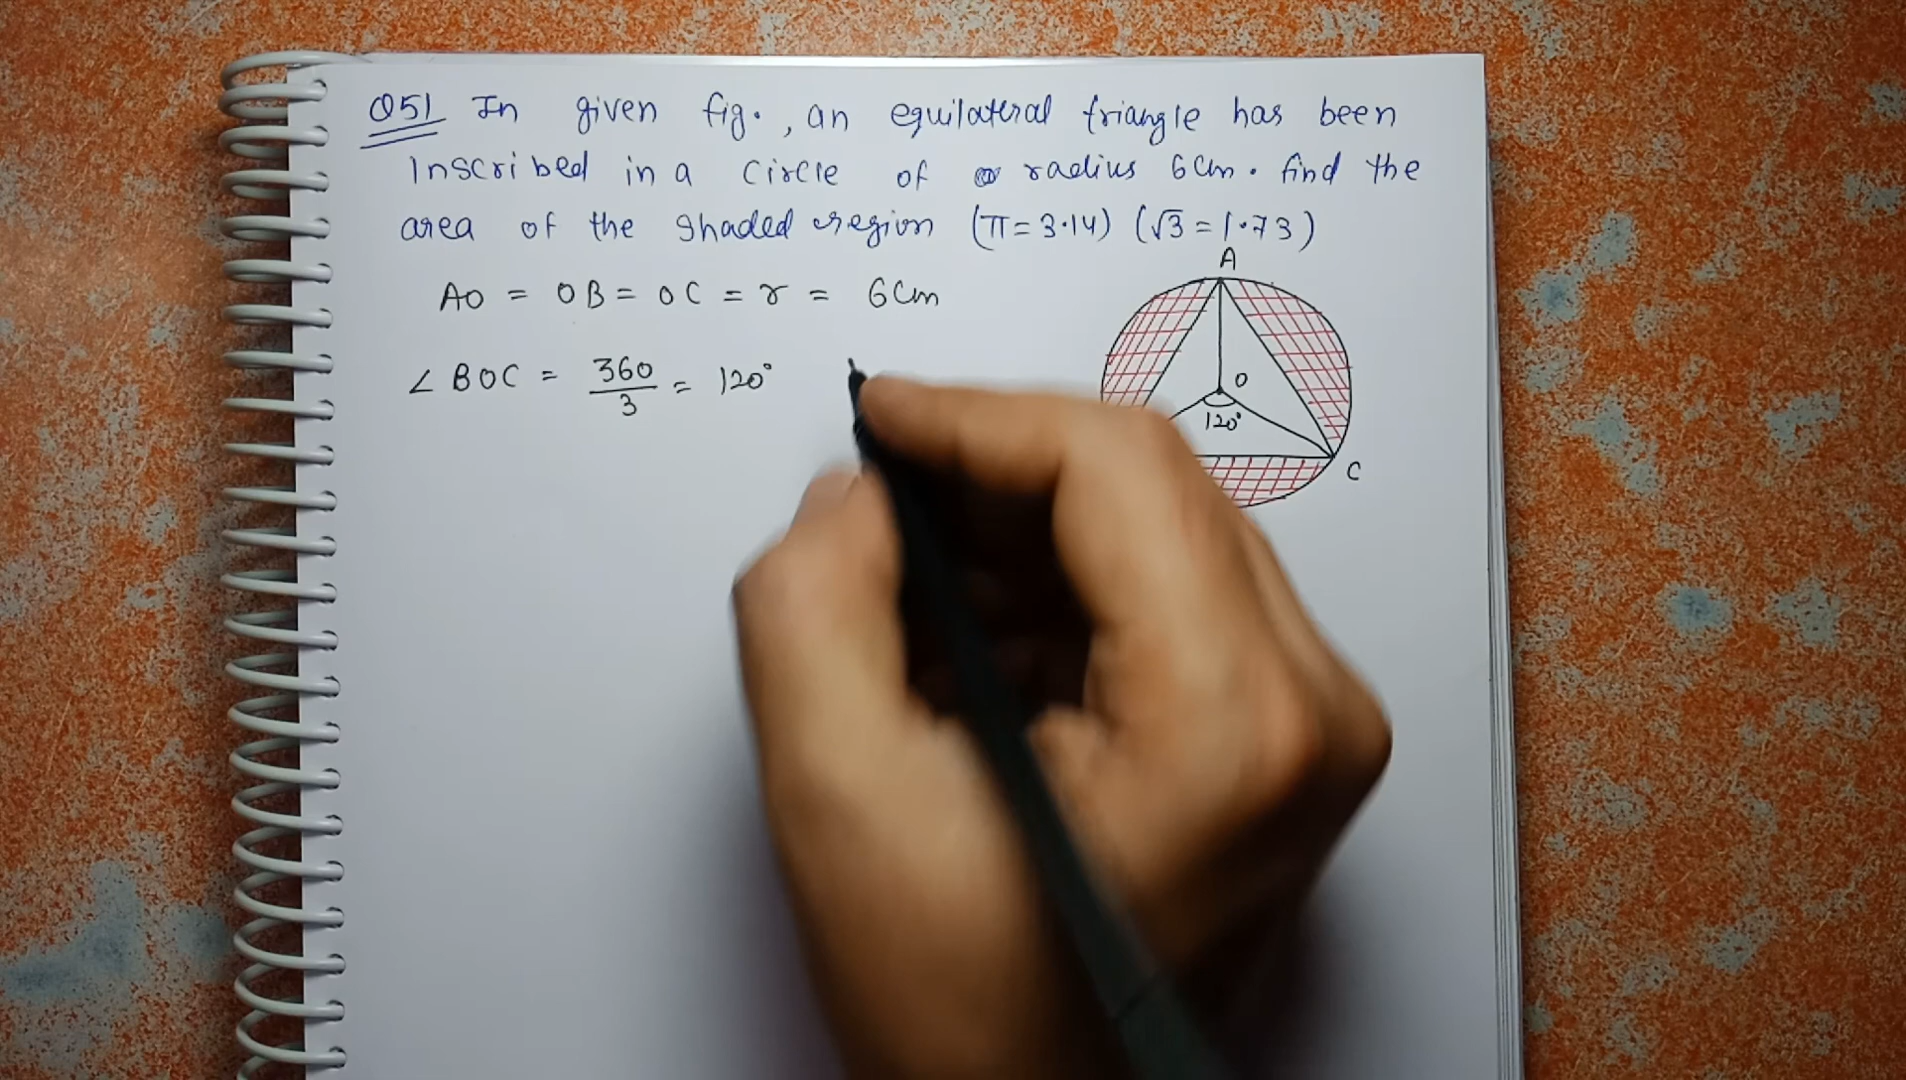 Q51 In given fig. , an equilateral triangle has been
Inscribed in a circle of radius 6cm. find the
area of the shaded region (π = 3.14) (√3 = 1.73)
AO = OB = OC = r = 6cm
∠BOC = 360/3 = 120°
A
O
120°
C